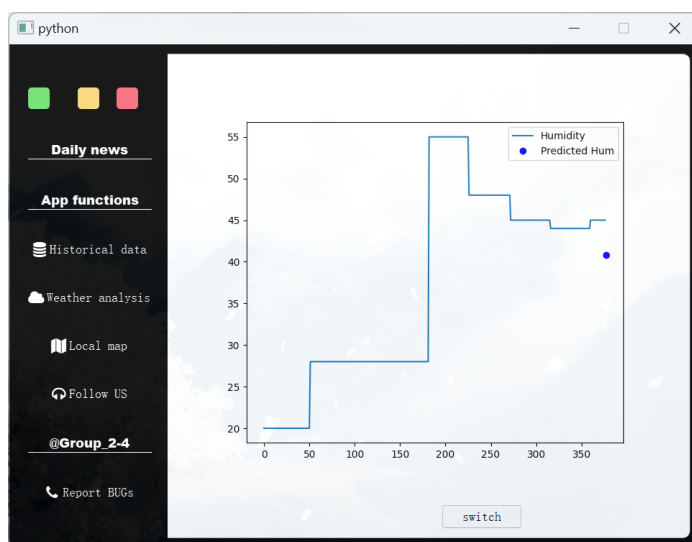 python
Daily news
App functions
Historical data
Weather analysis
Local map
Follow US
@Group_2-4
Report BUGs
Humidity
Predicted Hum
55
50
45
40
35
30
25
20
0 50 100 150 200 250 300 350
switch